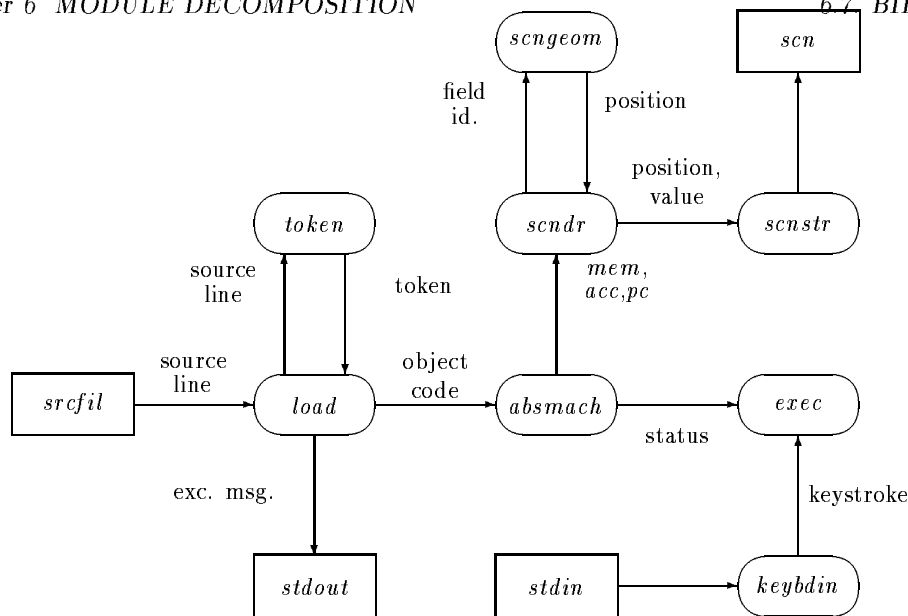 er 6 MODULE DECOMPOSITION
6.7
scngeom
scn
field
id.
position
position,
value
token
scndr
scnstr
source
line
token
mem,
acc,pc
source
line
object
code
srcfil
load
absmach
exec
status
exc. msg.
keystroke
stdout
stdin
keybdin